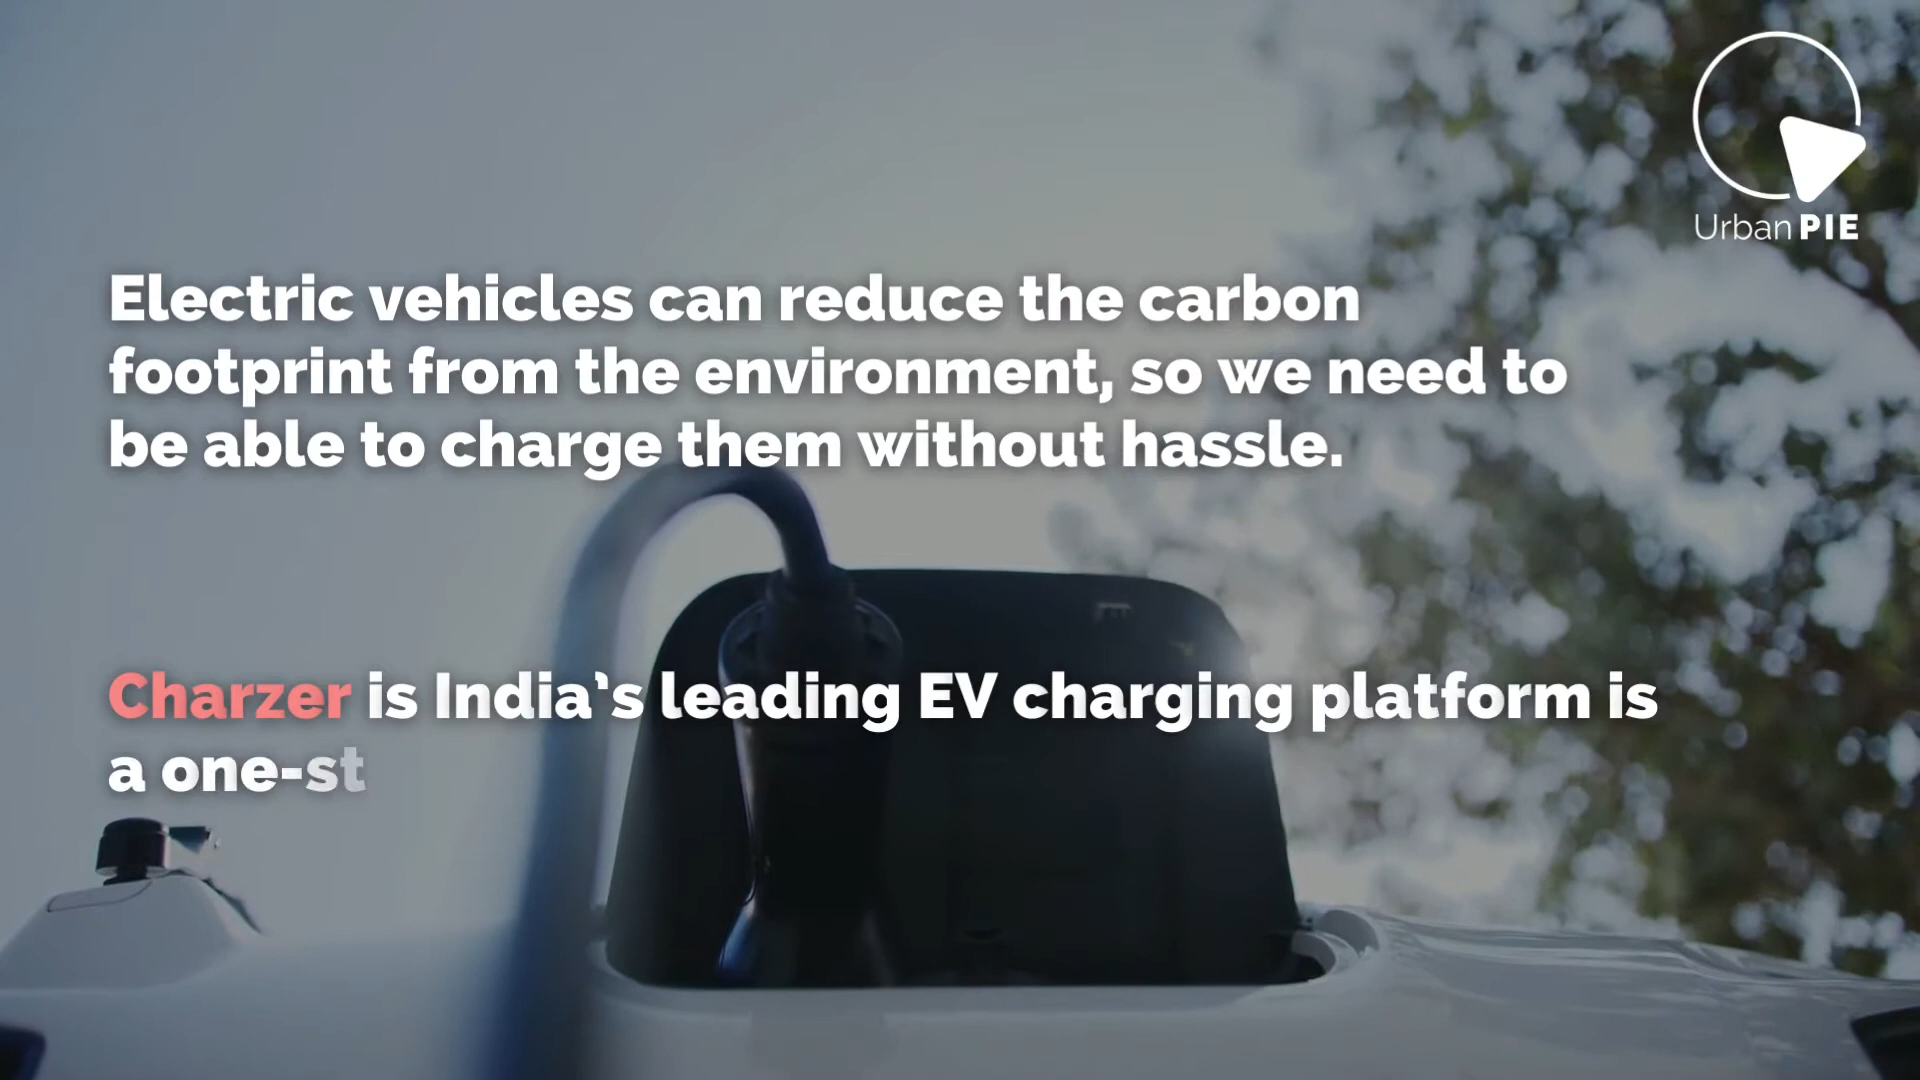 Urban PIE
Electric vehicles can reduce the carbon
footprint from the environment, so we need to
be able to charge them without hassle.
Charzer is India's leading EV charging platform is
a one-st